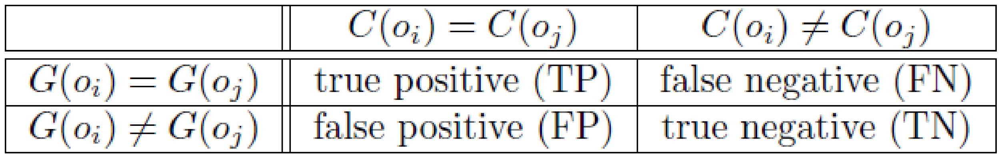 C(o_i) = C(o_j) C(o_i) ≠ C(o_j)
G(o_i) = G(o_j) true positive (TP) false negative (FN)
G(o_i) ≠ G(o_j) false positive (FP) true negative (TN)